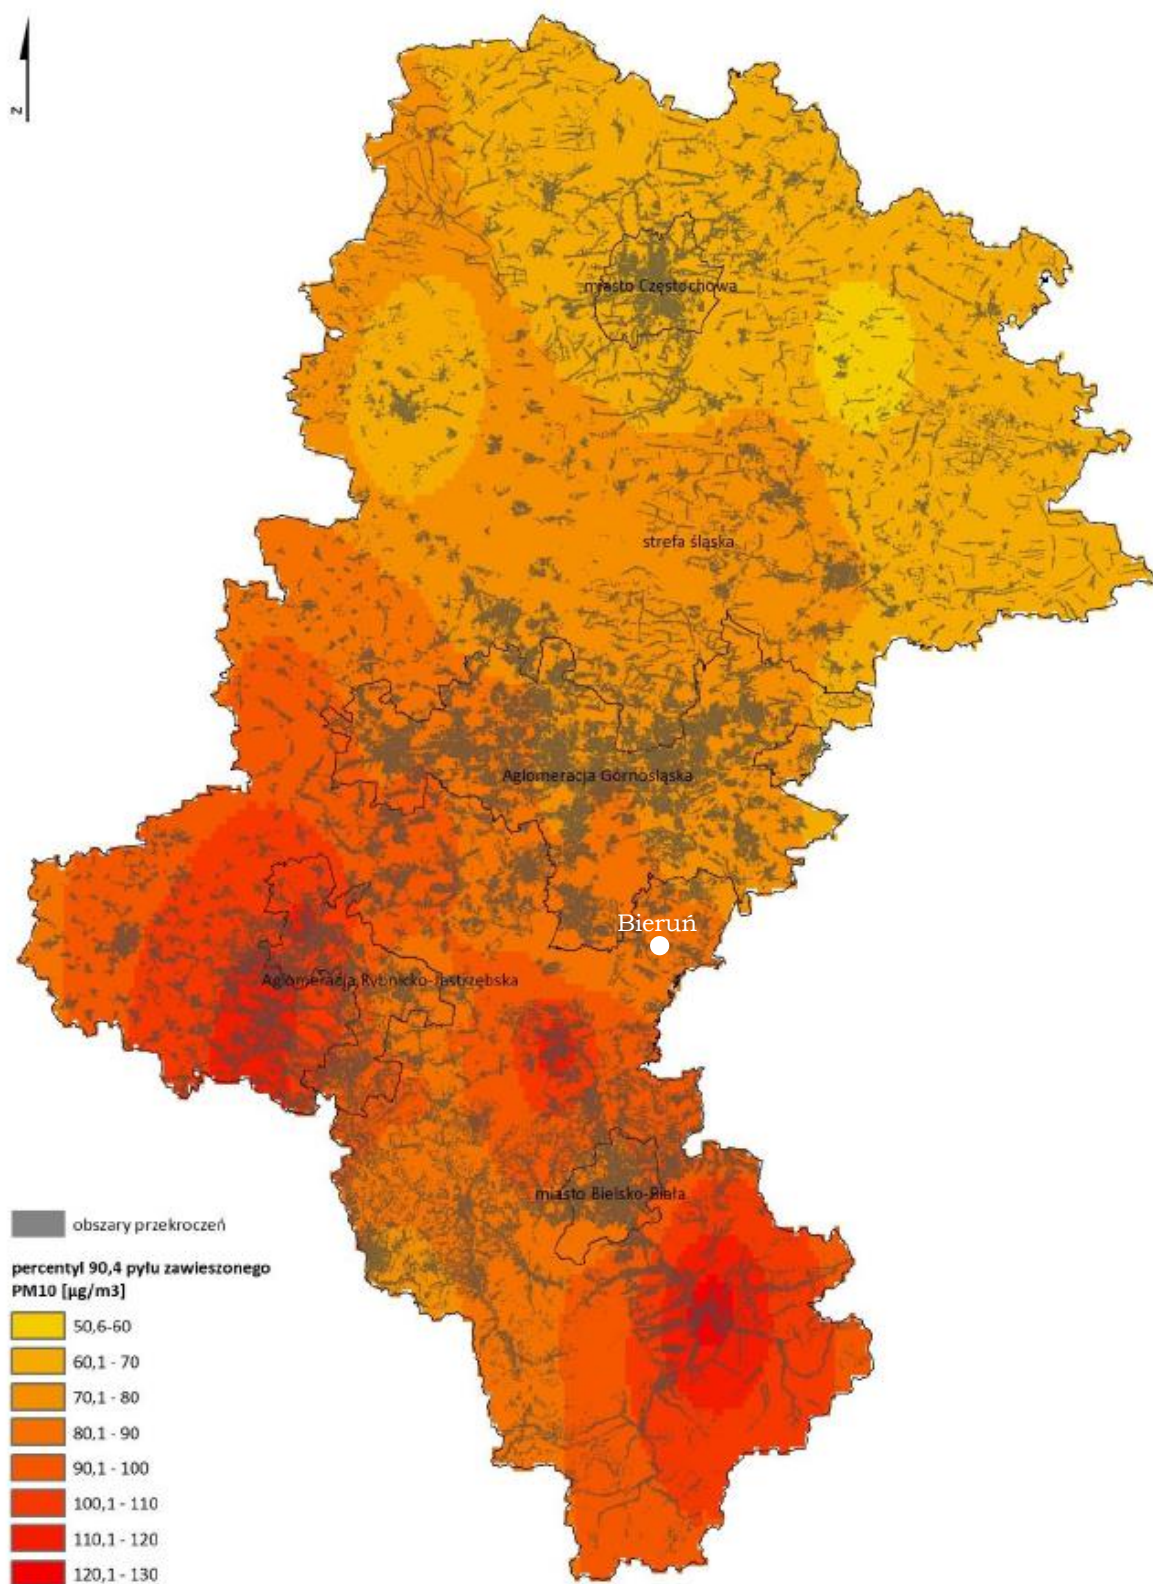 z
miasto Częstochowa
strefa śląska
Aglomeracja Górnośląska
Bieruń
Aglomeracja Rybnicko-Jastrzębska
miasto Bielsko-Biała
obszary przekroczeń
percentyl 90,4 pyłu zawieszonego
PM10 [µg/m3]
50,6-60
60,1 - 70
70,1 - 80
80,1 - 90
90,1 - 100
100,1 - 110
110,1 - 120
120,1 - 130